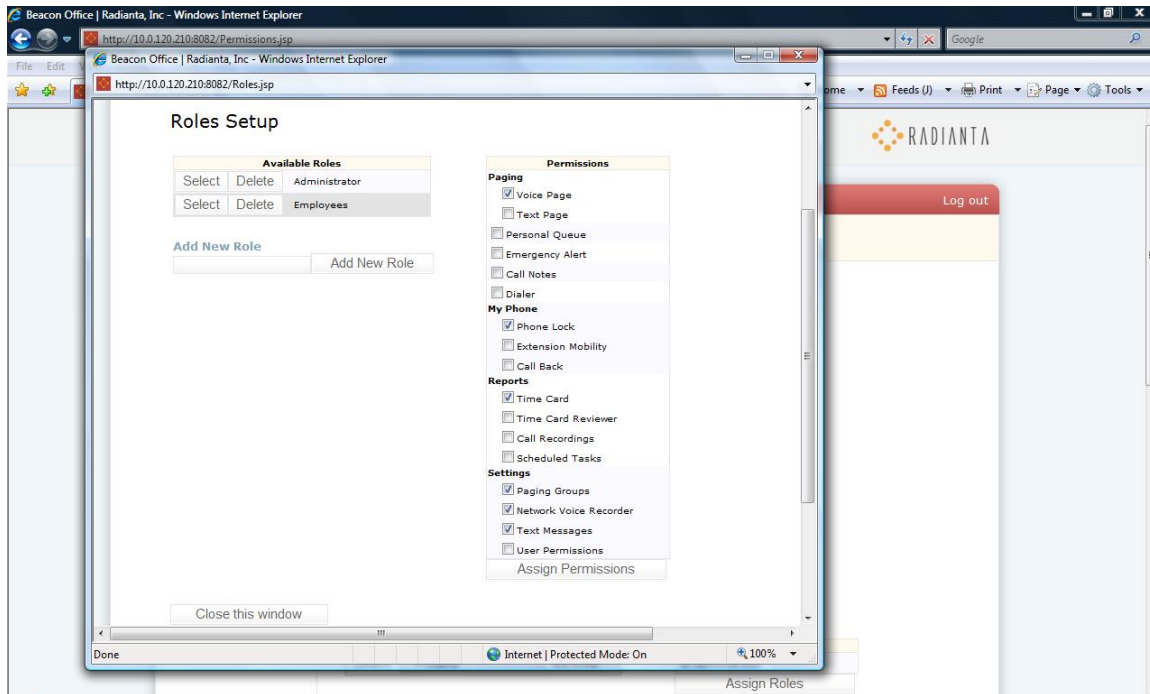 Beacon Office | Radianta, Inc - Windows Internet Explorer
http://10.0.120.210:8082/Permissions.jsp
Google
File Edit
Beacon Office | Radianta, Inc - Windows Internet Explorer
http://10.0.120.210:8082/Roles.jsp
ome Feeds (J) Print Page Tools
RADIANTA
Log out
Roles Setup
Available Roles
Select Delete Administrator
Select Delete Employees
Add New Role
Add New Role
Permissions
Paging
Voice Page
Text Page
Personal Queue
Emergency Alert
Call Notes
Dialer
My Phone
Phone Lock
Extension Mobility
Call Back
Reports
Time Card
Time Card Reviewer
Call Recordings
Scheduled Tasks
Settings
Paging Groups
Network Voice Recorder
Text Messages
User Permissions
Assign Permissions
Close this window
Done Internet | Protected Mode: On 100%
Assign Roles